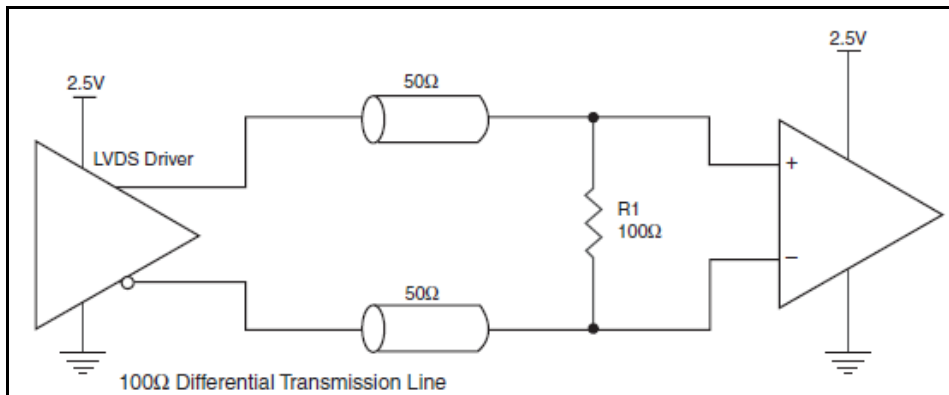 2.5V
2.5V
50Ω
LVDS Driver
+
R1
100Ω
–
50Ω
100Ω Differential Transmission Line